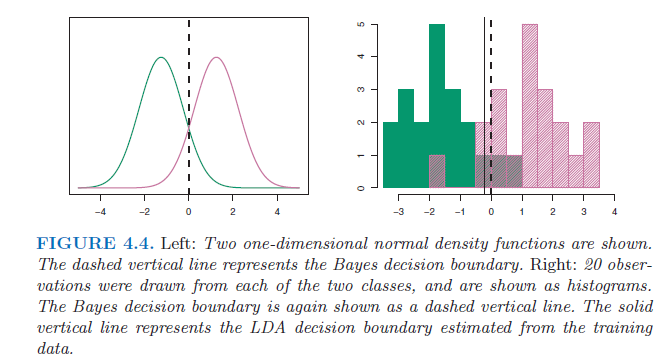 −4 −2 0 2 4
0 1 2 3 4 5
−3 −2 −1 0 1 2 3 4
FIGURE 4.4. Left: Two one-dimensional normal density functions are shown.
The dashed vertical line represents the Bayes decision boundary. Right: 20 obser-
vations were drawn from each of the two classes, and are shown as histograms.
The Bayes decision boundary is again shown as a dashed vertical line. The solid
vertical line represents the LDA decision boundary estimated from the training
data.